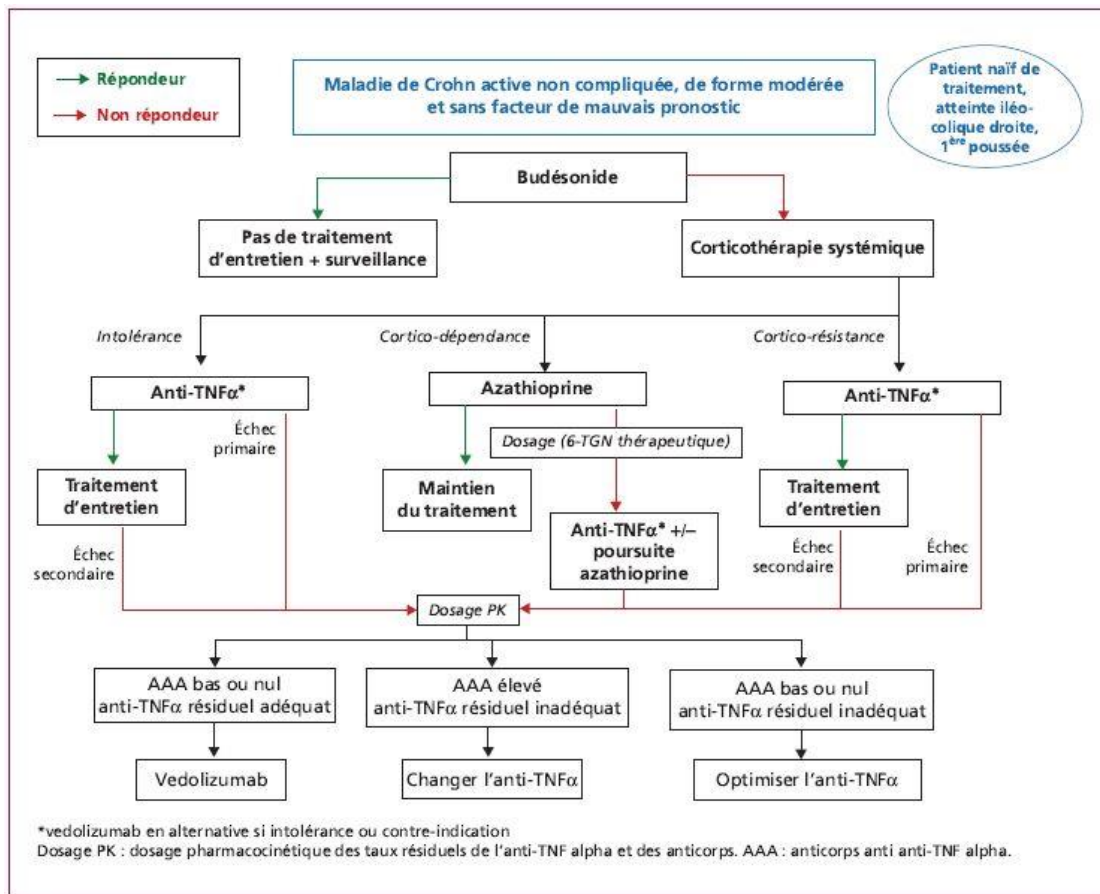 Répondeur
Non répondeur
Maladie de Crohn active non compliquée, de forme modérée
et sans facteur de mauvais pronostic
Patient naïf de
traitement,
atteinte iléo-
colique droite,
1ère poussée
Budésonide
Pas de traitement
d'entretien + surveillance
Corticothérapie systémique
Intolérance
Cortico-dépendance
Cortico-résistance
Anti-TNFα*
Azathioprine
Anti-TNFα*
Échec
primaire
Dosage (6-TGN thérapeutique)
Traitement
d'entretien
Maintien
du traitement
Anti-TNFα* +/–
poursuite
azathioprine
Traitement
d'entretien
Échec
secondaire
Échec
secondaire
Échec
primaire
Dosage PK
AAA bas ou nul
anti-TNFα résiduel adéquat
AAA élevé
anti-TNFα résiduel inadéquat
AAA bas ou nul
anti-TNFα résiduel inadéquat
Vedolizumab
Changer l'anti-TNFα
Optimiser l'anti-TNFα
*vedolizumab en alternative si intolérance ou contre-indication
Dosage PK : dosage pharmacocinétique des taux résiduels de l'anti-TNF alpha et des anticorps. AAA : anticorps anti anti-TNF alpha.